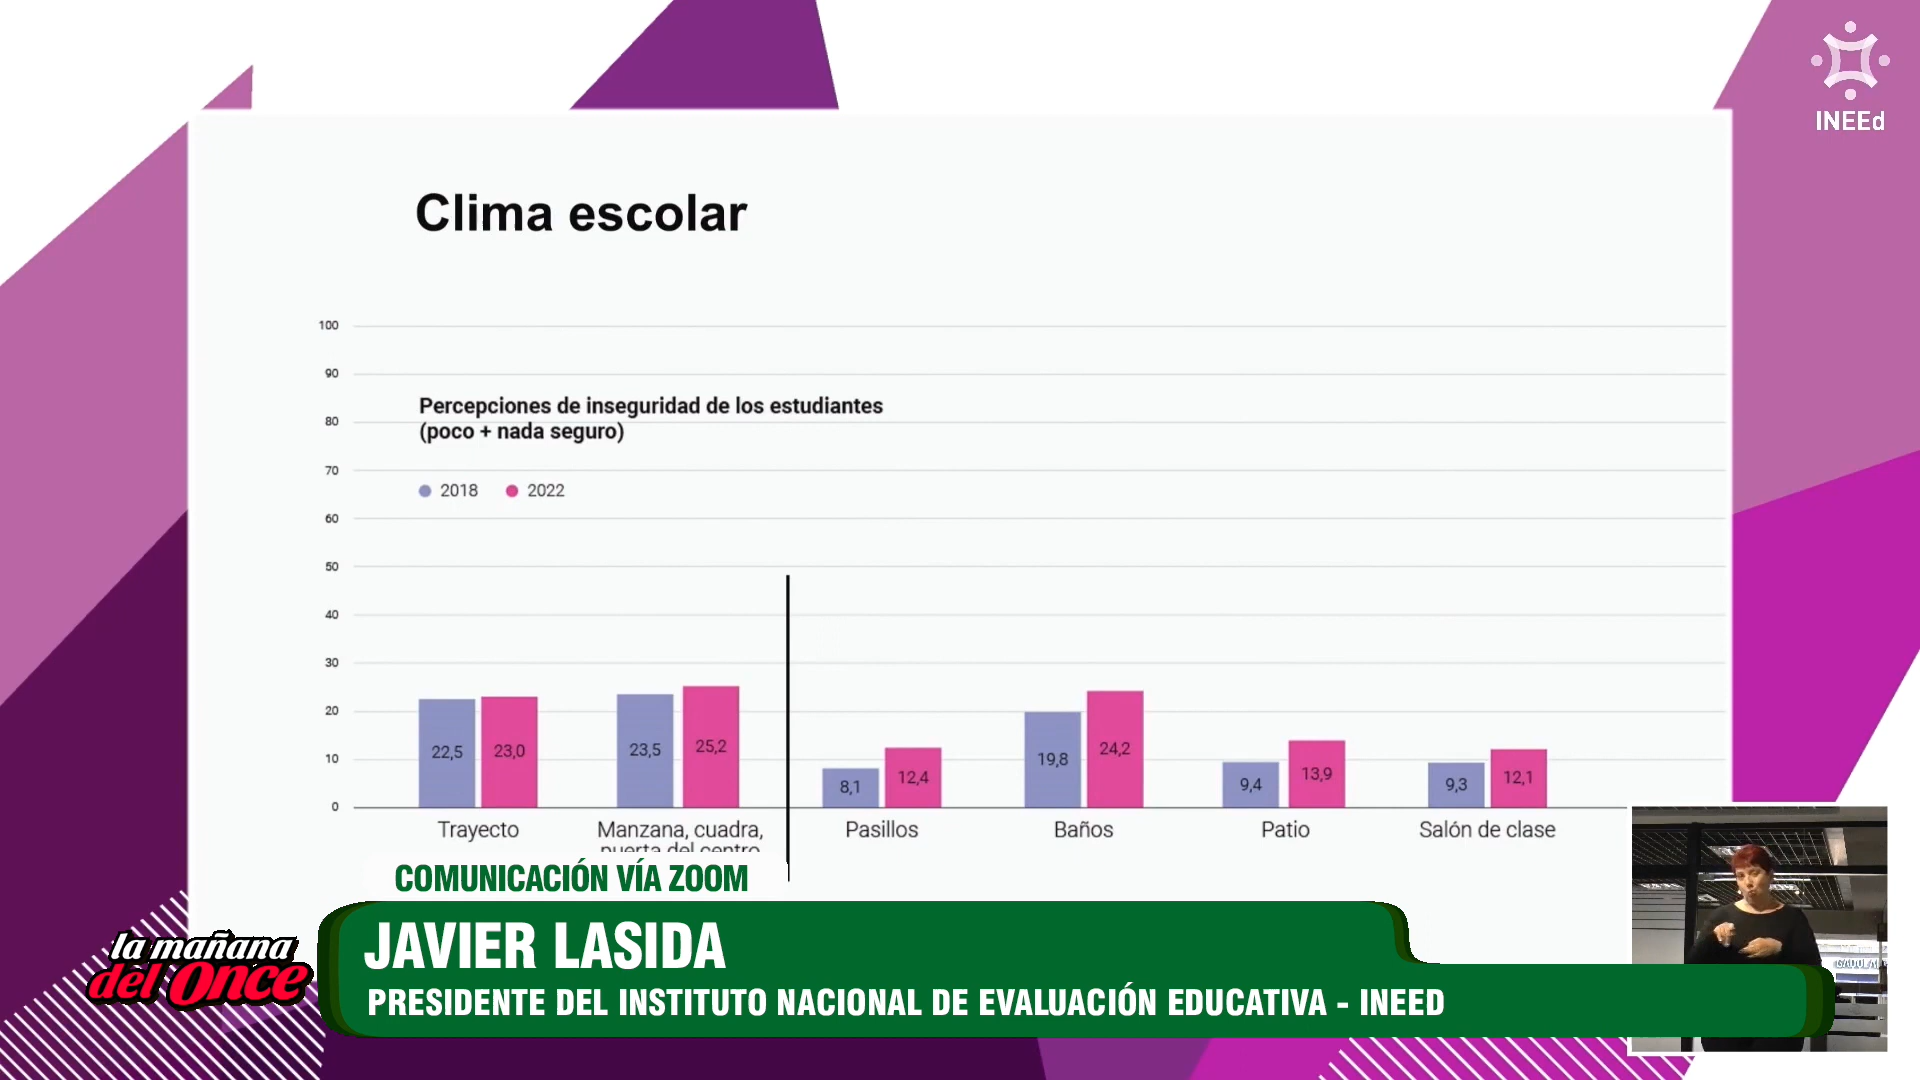 INEEd
Clima escolar
100
90
Percepciones de inseguridad de los estudiantes
80
(poco + nada seguro)
70
2018 2022
60
50
40
30
20
10
0
22,5 23,0 23,5 25,2 8,1 12,4 19,8 24,2 9,4 13,9 9,3 12,1
Trayecto Manzana, cuadra, Pasillos Baños Patio Salón de clase
puerta del centro
COMUNICACIÓN VÍA ZOOM
JAVIER LASIDA
la mañana
del Once
PRESIDENTE DEL INSTITUTO NACIONAL DE EVALUACIÓN EDUCATIVA - INEED